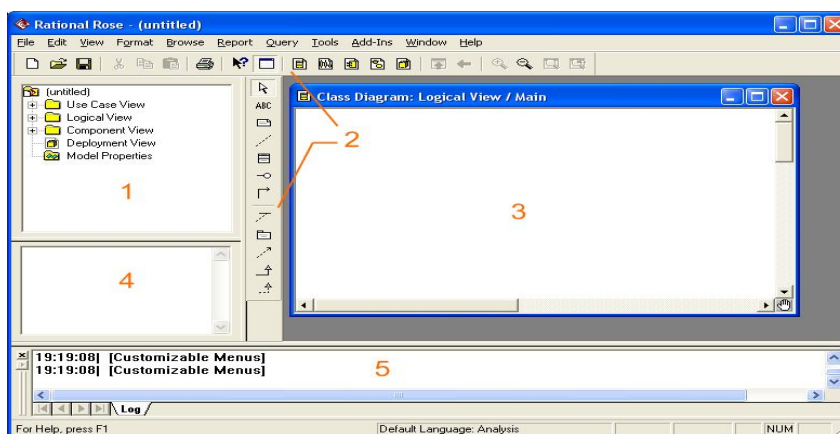 Rational Rose - (untitled)
File Edit View Format Browse Report Query Tools Add-Ins Window Help
(untitled)
Use Case View
Logical View
Component View
Deployment View
Model Properties
1
ABC
2
Class Diagram: Logical View / Main
3
4
19:19:08| [Customizable Menus]
19:19:08| [Customizable Menus]
5
Log
For Help, press F1
Default Language: Analysis
NUM